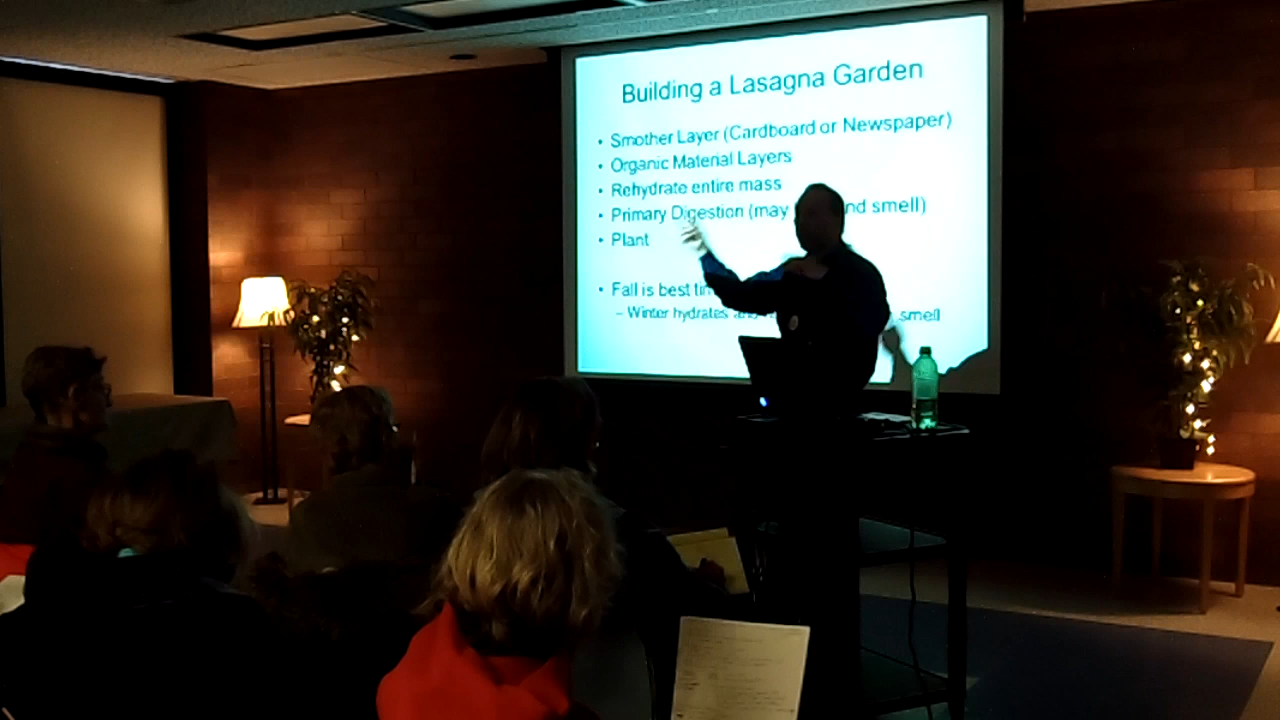 Building a Lasagna Garden
• Smother Layer (Cardboard or Newspaper)
• Organic Material Layers
• Rehydrate entire mass
• Primary Digestion (may nd smell)
• Plant
• Fall is best
– Winter hydrates smell